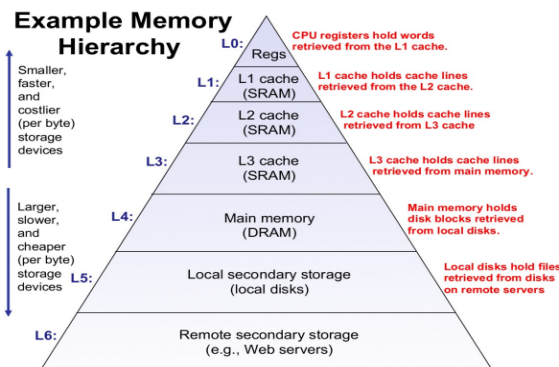 Example Memory
Hierarchy
Smaller,
faster,
and
costlier
(per byte)
storage
devices
Larger,
slower,
and
cheaper
(per byte)
storage
devices
L0:
Regs
CPU registers hold words
retrieved from the L1 cache.
L1:
L1 cache
(SRAM)
L1 cache holds cache lines
retrieved from the L2 cache.
L2:
L2 cache
(SRAM)
L2 cache holds cache lines
retrieved from L3 cache
L3:
L3 cache
(SRAM)
L3 cache holds cache lines
retrieved from main memory.
L4:
Main memory
(DRAM)
Main memory holds
disk blocks retrieved
from local disks.
L5:
Local secondary storage
(local disks)
Local disks hold files
retrieved from disks
on remote servers
L6:
Remote secondary storage
(e.g., Web servers)